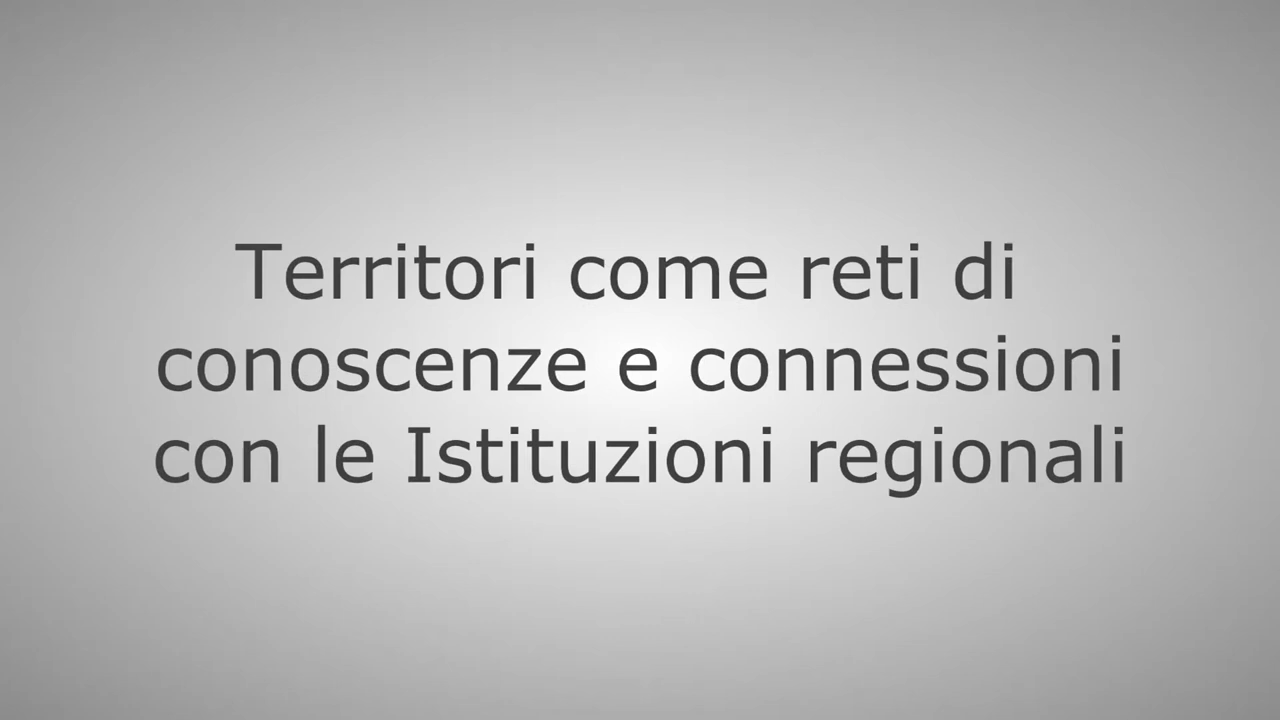 Territori come reti di
conoscenze e connessioni
con le Istituzioni regionali